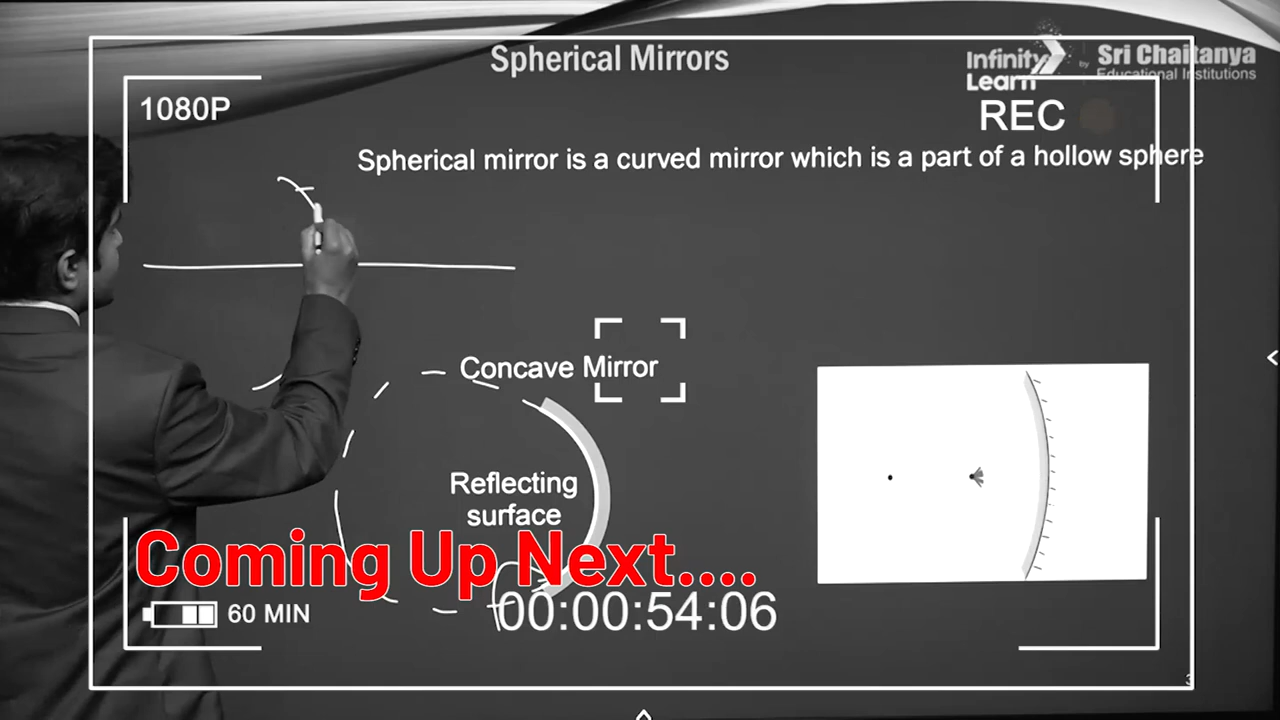 Spherical Mirrors
Infinity Learn
by
Sri Chaitanya
Educational Institutions
1080P
REC
Spherical mirror is a curved mirror which is a part of a hollow sphere
Concave Mirror
Reflecting
surface
Coming Up Next....
60 MIN
00:00:54:06